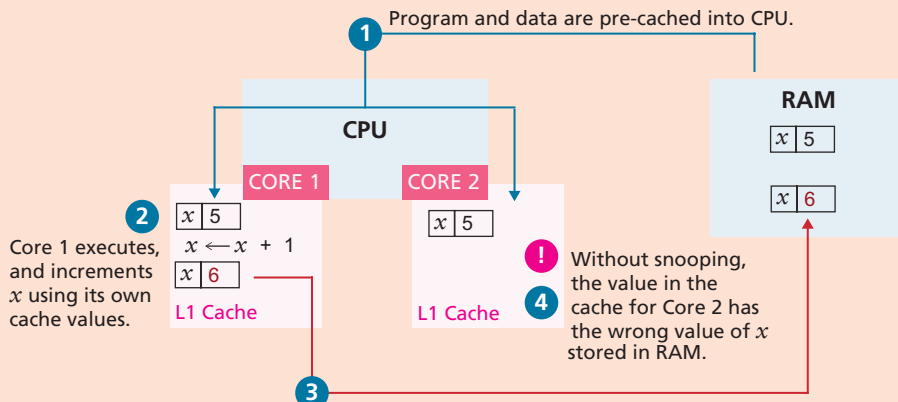 1
Program and data are pre-cached into CPU.
CPU
RAM
x 5
x 6
CORE 1
CORE 2
2
Core 1 executes,
and increments
x using its own
cache values.
x 5
x ← x + 1
x 6
L1 Cache
x 5
L1 Cache
!
4
Without snooping,
the value in the
cache for Core 2 has
the wrong value of x
stored in RAM.
3